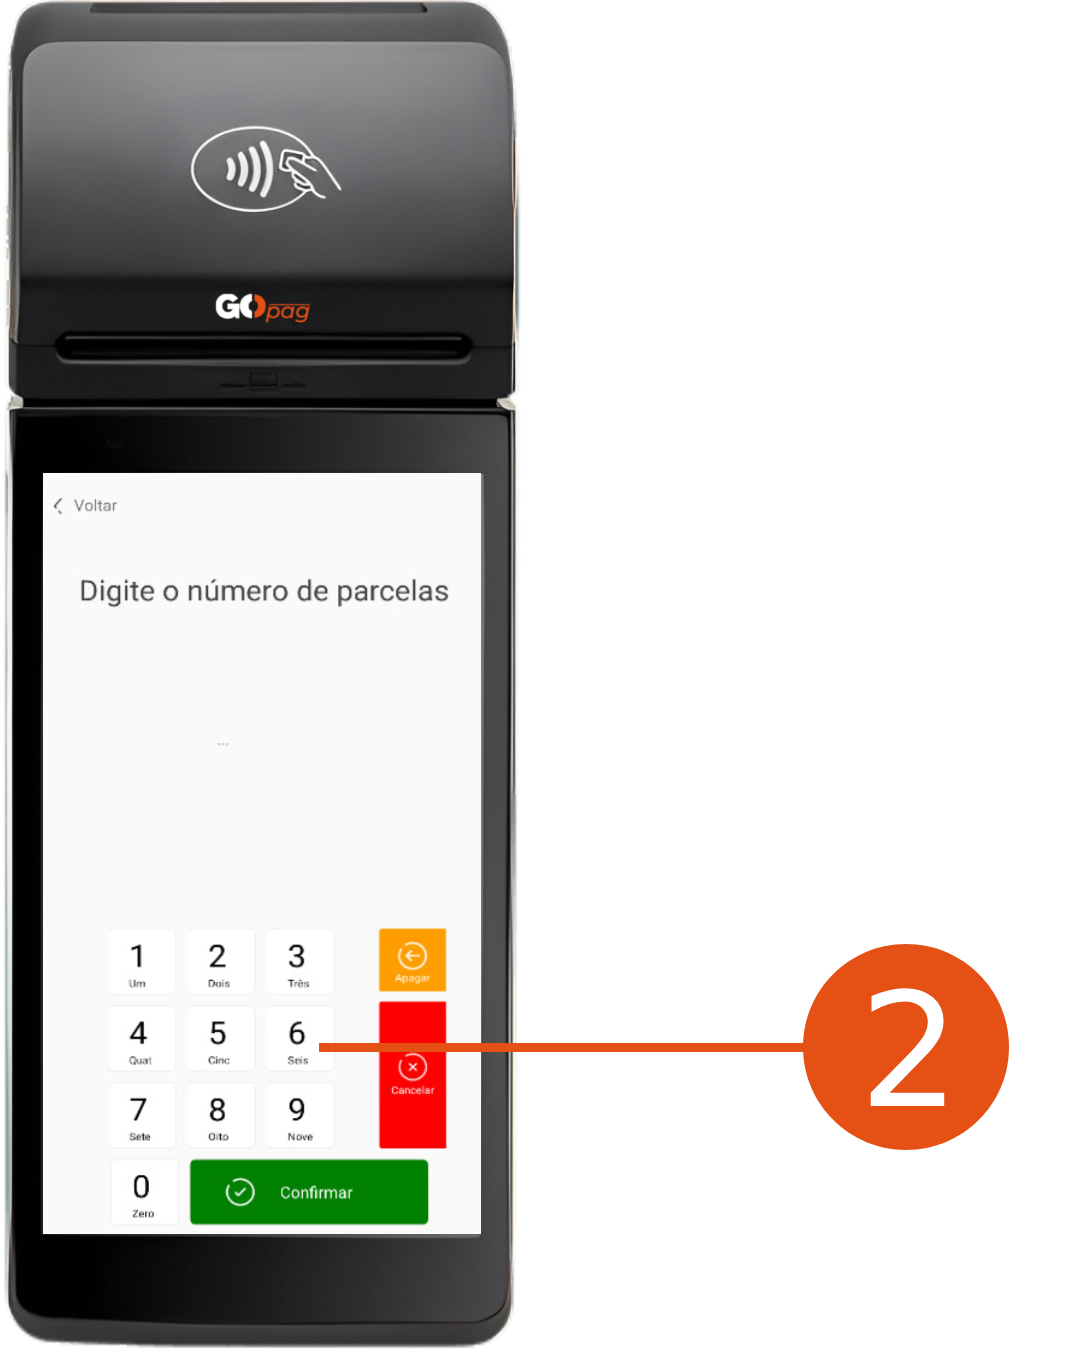 GOpag
Voltar
Digite o número de parcelas
...
1 2 3
Um Dois Três Apagar
4 5 6
Quat Cinc Seis
2
Cancelar
7 8 9
Sete Oito Nove
0 Confirmar
Zero